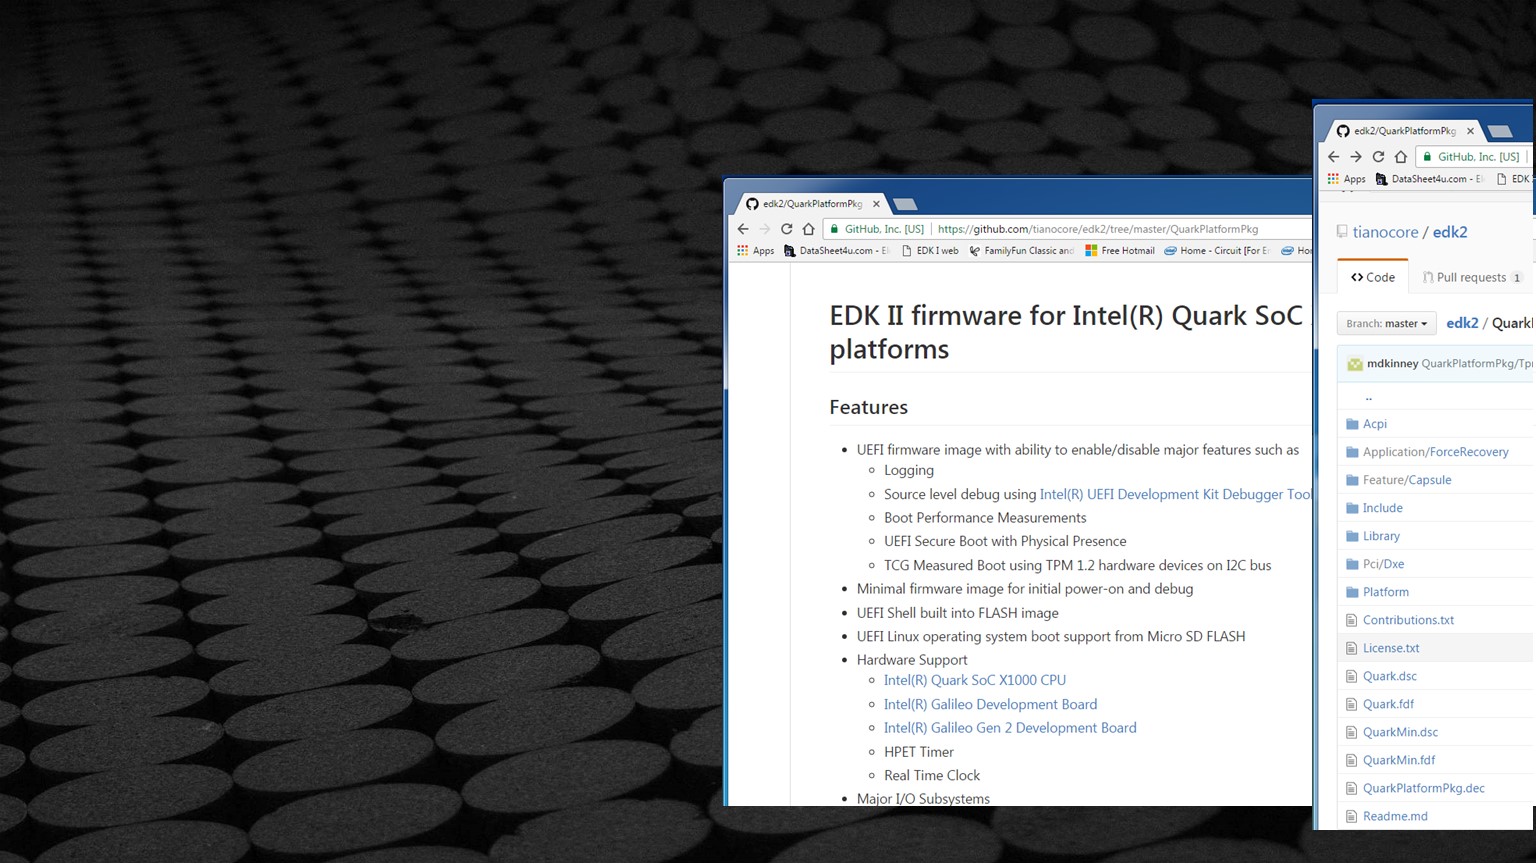 edk2/QuarkPlatformPkg
GitHub, Inc. [US]
https://github.com/tianocore/edk2/tree/master/QuarkPlatformPkg
Apps
DataSheet4u.com - El
EDK I web
FamilyFun Classic and
Free Hotmail
Home - Circuit [For E
EDK II firmware for Intel(R) Quark SoC
platforms
Features
UEFI firmware image with ability to enable/disable major features such as
Logging
Source level debug using Intel(R) UEFI Development Kit Debugger Tool
Boot Performance Measurements
UEFI Secure Boot with Physical Presence
TCG Measured Boot using TPM 1.2 hardware devices on I2C bus
Minimal firmware image for initial power-on and debug
UEFI Shell built into FLASH image
UEFI Linux operating system boot support from Micro SD FLASH
Hardware Support
Intel(R) Quark SoC X1000 CPU
Intel(R) Galileo Development Board
Intel(R) Galileo Gen 2 Development Board
HPET Timer
Real Time Clock
Major I/O Subsystems
edk2/QuarkPlatformPkg
GitHub, Inc. [US]
Apps
DataSheet4u.com - El
EDK
tianocore / edk2
Code
Pull requests 1
Branch: master
edk2 / Quark
mdkinney QuarkPlatformPkg/Tp
..
Acpi
Application/ForceRecovery
Feature/Capsule
Include
Library
Pci/Dxe
Platform
Contributions.txt
License.txt
Quark.dsc
Quark.fdf
QuarkMin.dsc
QuarkMin.fdf
QuarkPlatformPkg.dec
Readme.md